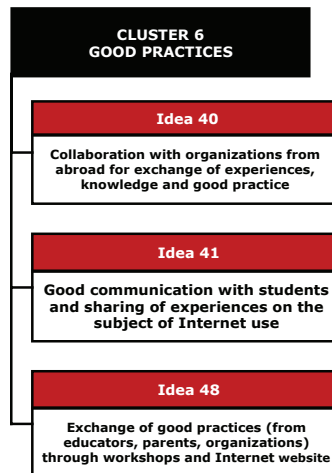 CLUSTER 6
GOOD PRACTICES
Idea 40
Collaboration with organizations from
abroad for exchange of experiences,
knowledge and good practice
Idea 41
Good communication with students
and sharing of experiences on the
subject of Internet use
Idea 48
Exchange of good practices (from
educators, parents, organizations)
through workshops and Internet website